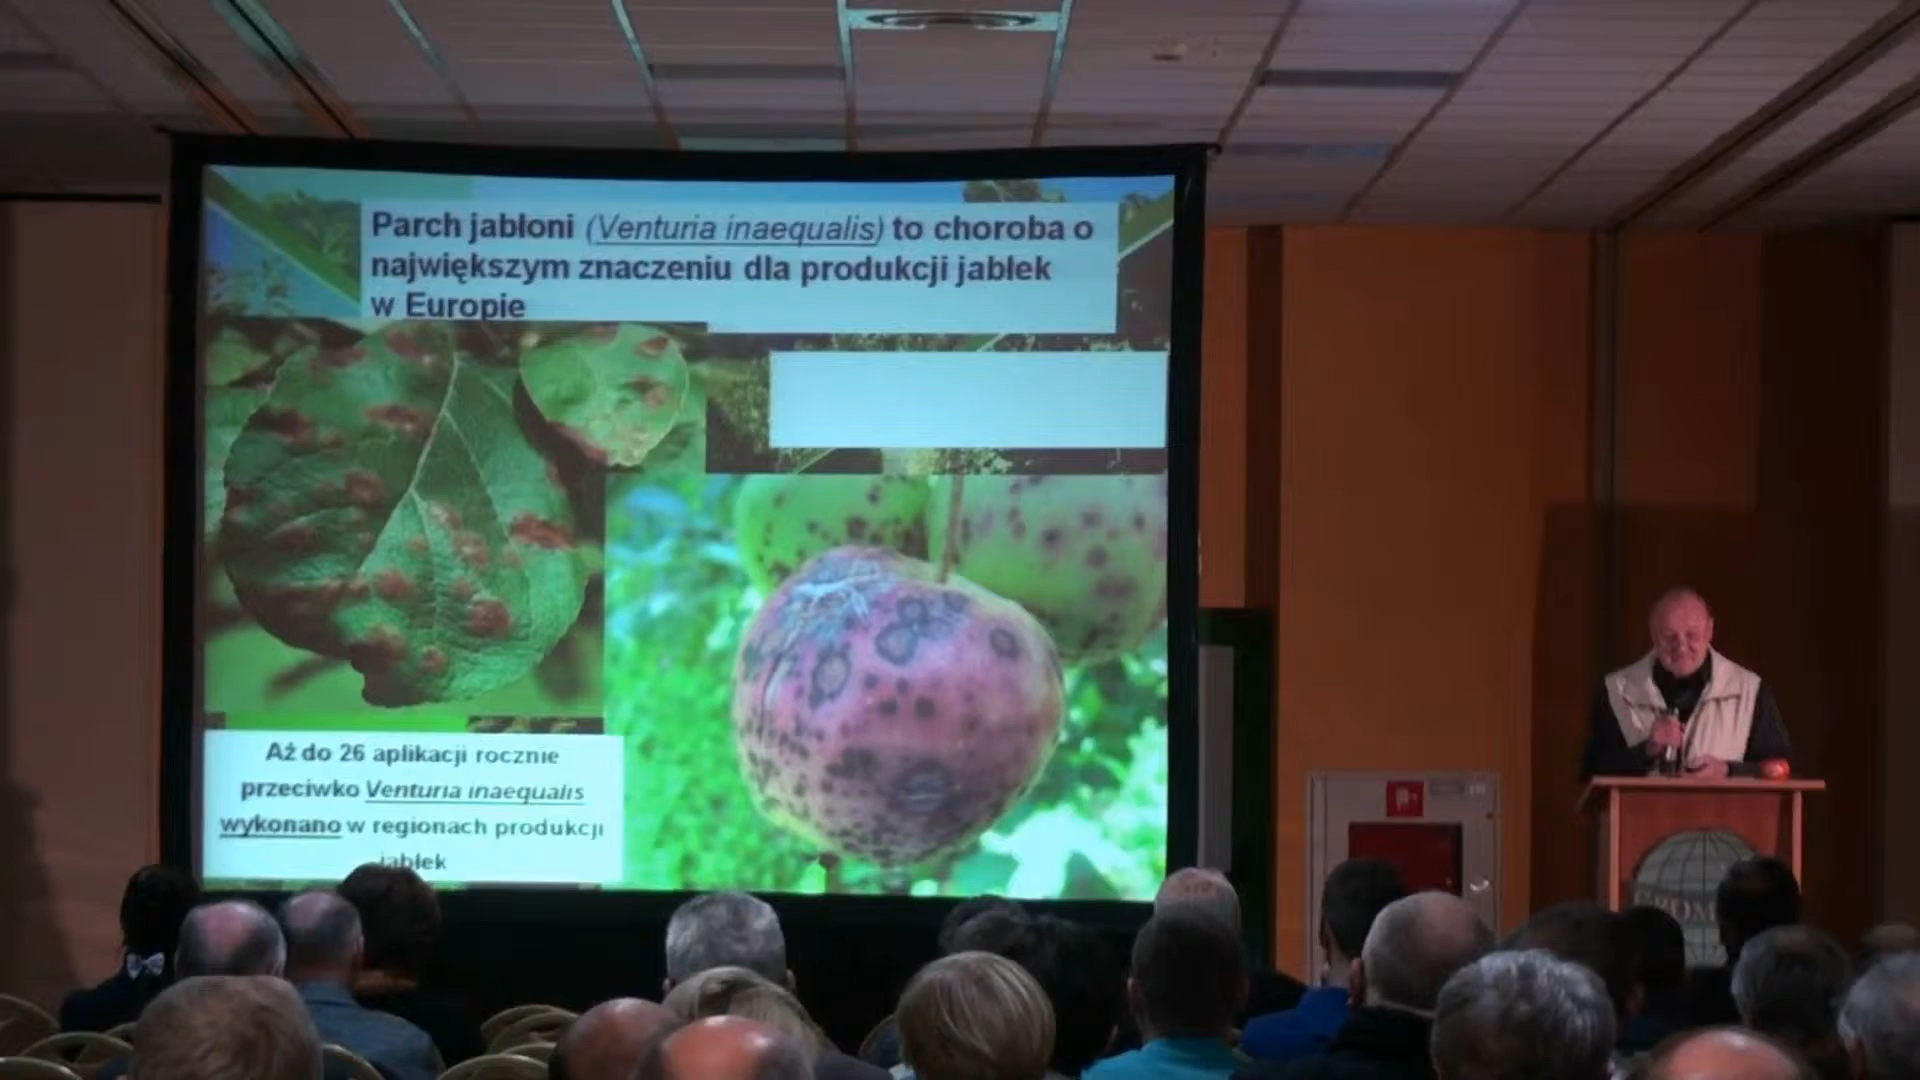 Parch jabłoni (Venturia inaequalis) to choroba o
największym znaczeniu dla produkcji jabłek
w Europie
Aż do 26 aplikacji rocznie
przeciwko Venturia inaequalis
wykonano w regionach produkcji
jabłek